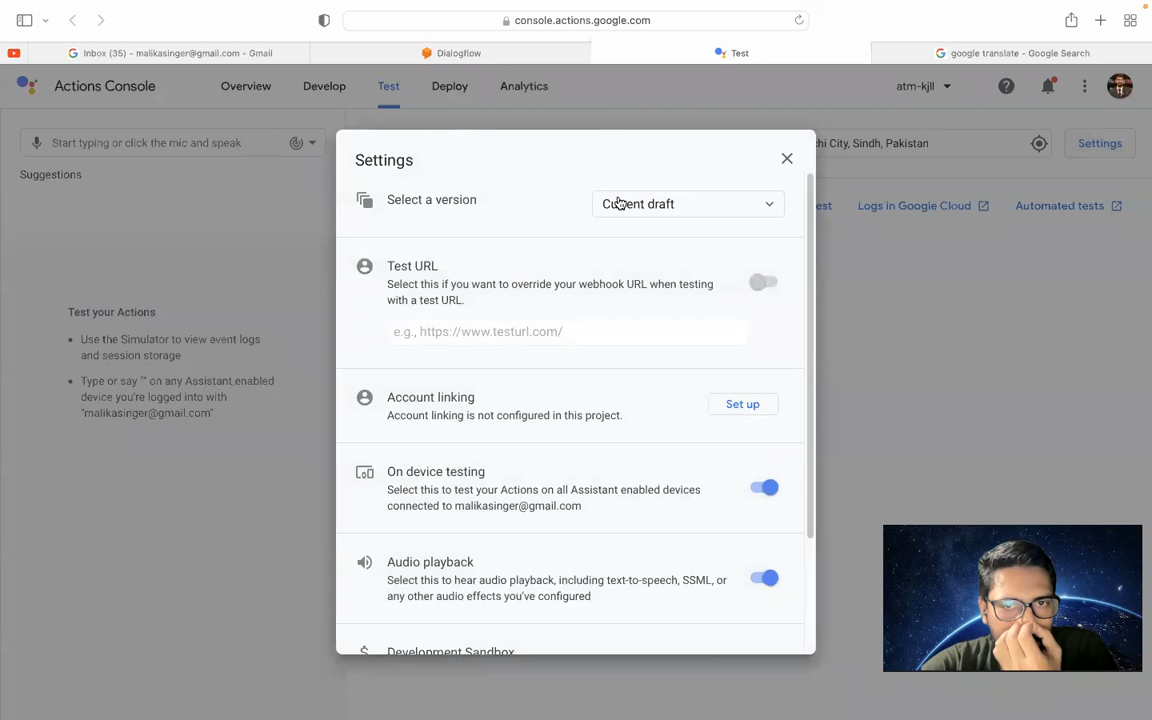 console.actions.google.com
Inbox (35) - malikasinger@gmail.com - Gmail
Dialogflow
Test
google translate - Google Search
Actions Console
Overview
Develop
Test
Deploy
Analytics
atm-kjll
Start typing or click the mic and speak
Suggestions
chi City, Sindh, Pakistan
Settings
est
Logs in Google Cloud
Automated tests
Test your Actions
Use the Simulator to view event logs
and session storage
Type or say "" on any Assistant enabled
device you're logged into with
"malikasinger@gmail.com"
Settings
Select a version
Current draft
Test URL
Select this if you want to override your webhook URL when testing
with a test URL.
e.g., https://www.testurl.com/
Account linking
Account linking is not configured in this project.
Set up
On device testing
Select this to test your Actions on all Assistant enabled devices
connected to malikasinger@gmail.com
Audio playback
Select this to hear audio playback, including text-to-speech, SSML, or
any other audio effects you've configured
Development Sandbox